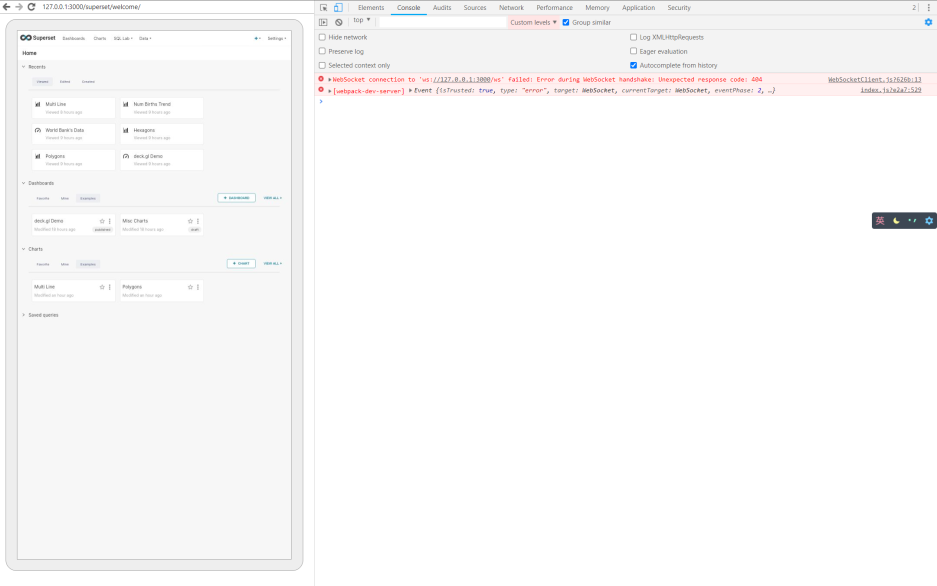 127.0.0.1:3000/superset/welcome/
Superset Dashboards Charts SQL Lab Data Settings
Home
Recents
Viewed Edited Created
Multi Line Num Births Trend
Viewed 8 hours ago Viewed 9 hours ago
World Bank's Data Hexagons
Viewed 9 hours ago Viewed 9 hours ago
Polygons deck.gl Demo
Viewed 9 hours ago Viewed 9 hours ago
Dashboards
Favorite Mine Examples + DASHBOARD VIEW ALL »
deck.gl Demo Misc Charts
Modified 18 hours ago published Modified 18 hours ago draft
Charts
Favorite Mine Examples + CHART VIEW ALL »
Multi Line Polygons
Modified an hour ago Modified an hour ago
Saved queries
Elements Console Audits Sources Network Performance Memory Application Security 2
top ▼ Custom levels ▼ Group similar
Hide network Log XMLHttpRequests
Preserve log Eager evaluation
Selected context only Autocomplete from history
WebSocket connection to 'ws://127.0.0.1:3000/ws' failed: Error during WebSocket handshake: Unexpected response code: 404 WebSocketClient.js?626b:13
[webpack-dev-server] Event {isTrusted: true, type: "error", target: WebSocket, currentTarget: WebSocket, eventPhase: 2, …} index.js?e2a7:529
英